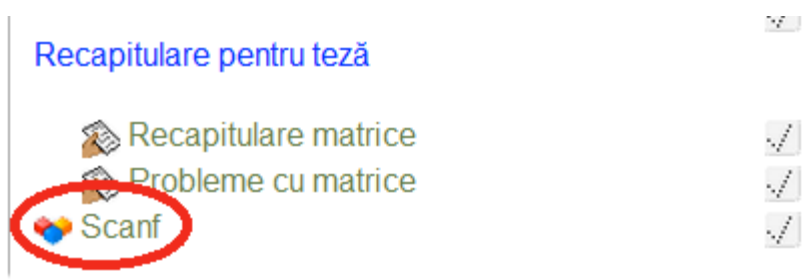 Recapitulare pentru teză
Recapitulare matrice
Probleme cu matrice
Scanf